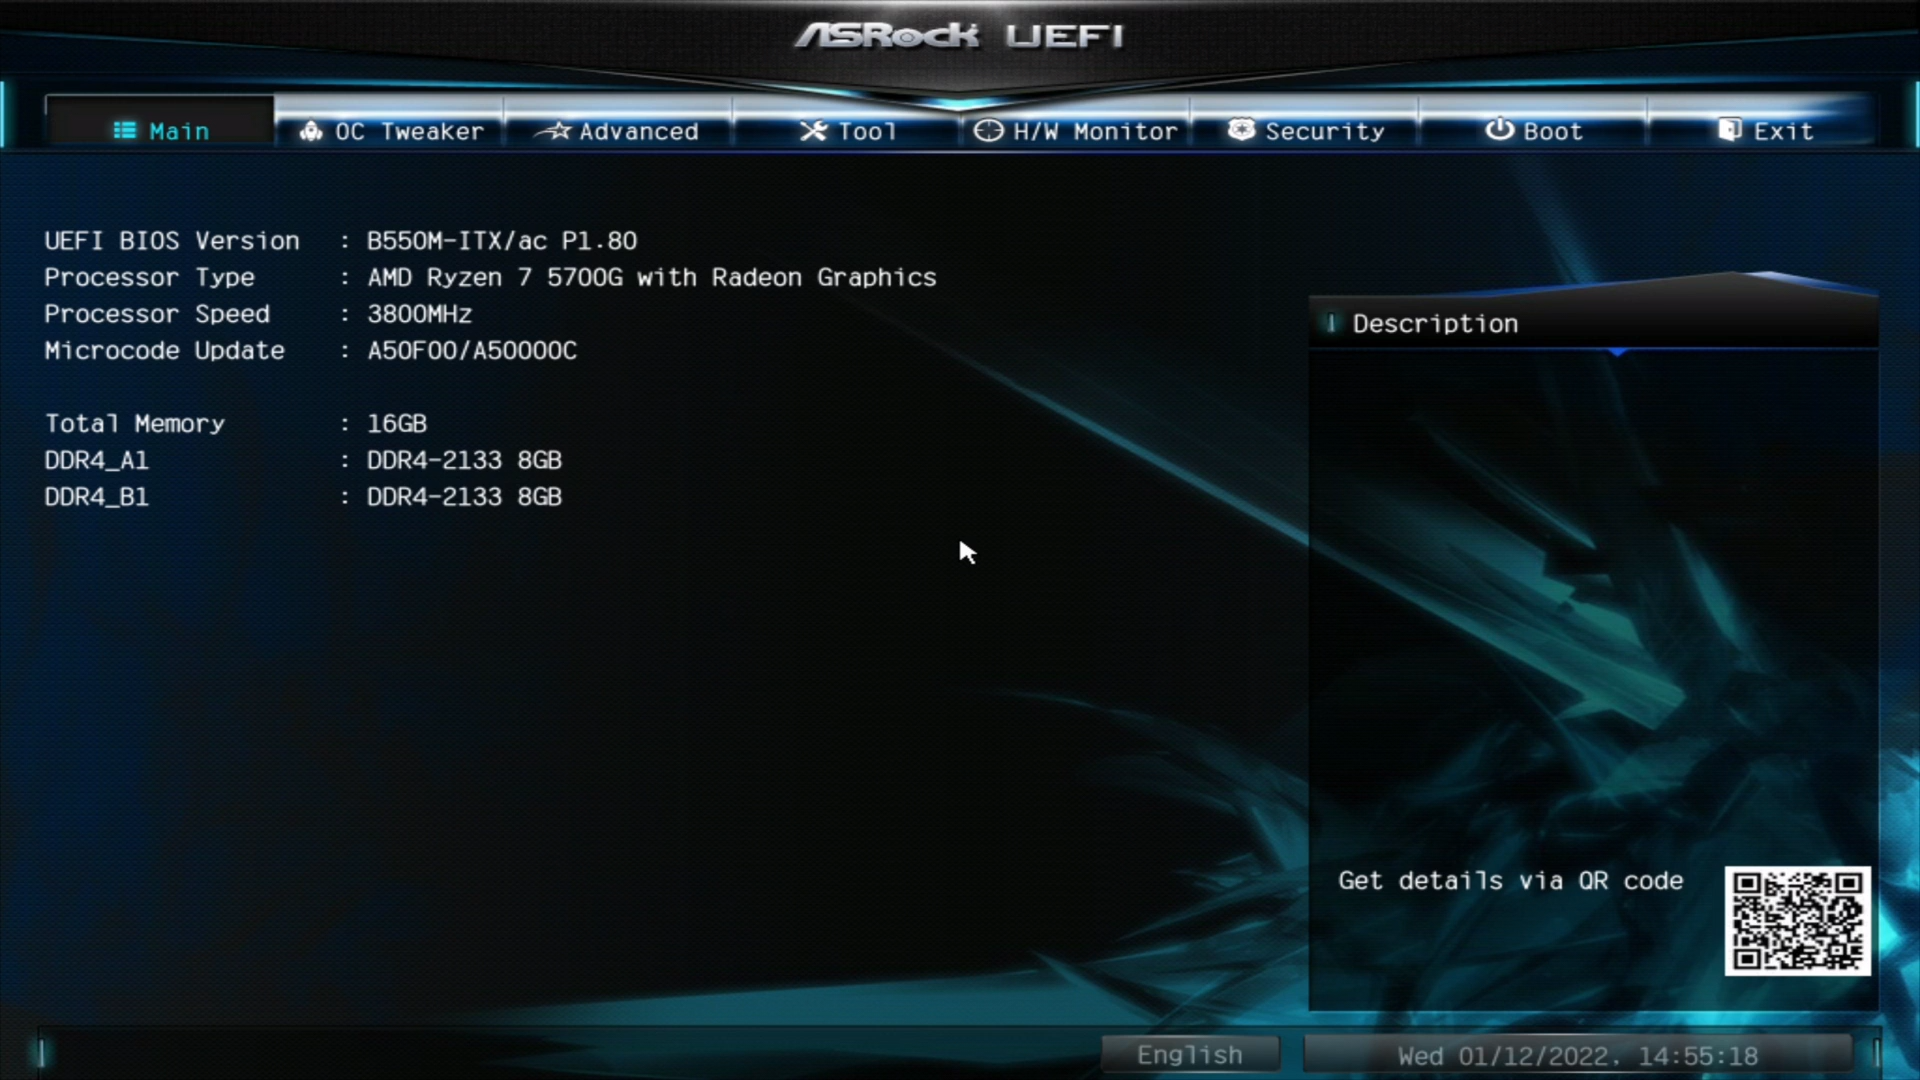 ASRock UEFI
Main OC Tweaker Advanced Tool H/W Monitor Security Boot Exit
UEFI BIOS Version : B550M-ITX/ac P1.80
Processor Type : AMD Ryzen 7 5700G with Radeon Graphics
Processor Speed : 3800MHz
Microcode Update : A50F00/A50000C
Total Memory : 16GB
DDR4_A1 : DDR4-2133 8GB
DDR4_B1 : DDR4-2133 8GB
Description
Get details via QR code
English
Wed 01/12/2022, 14:55:18